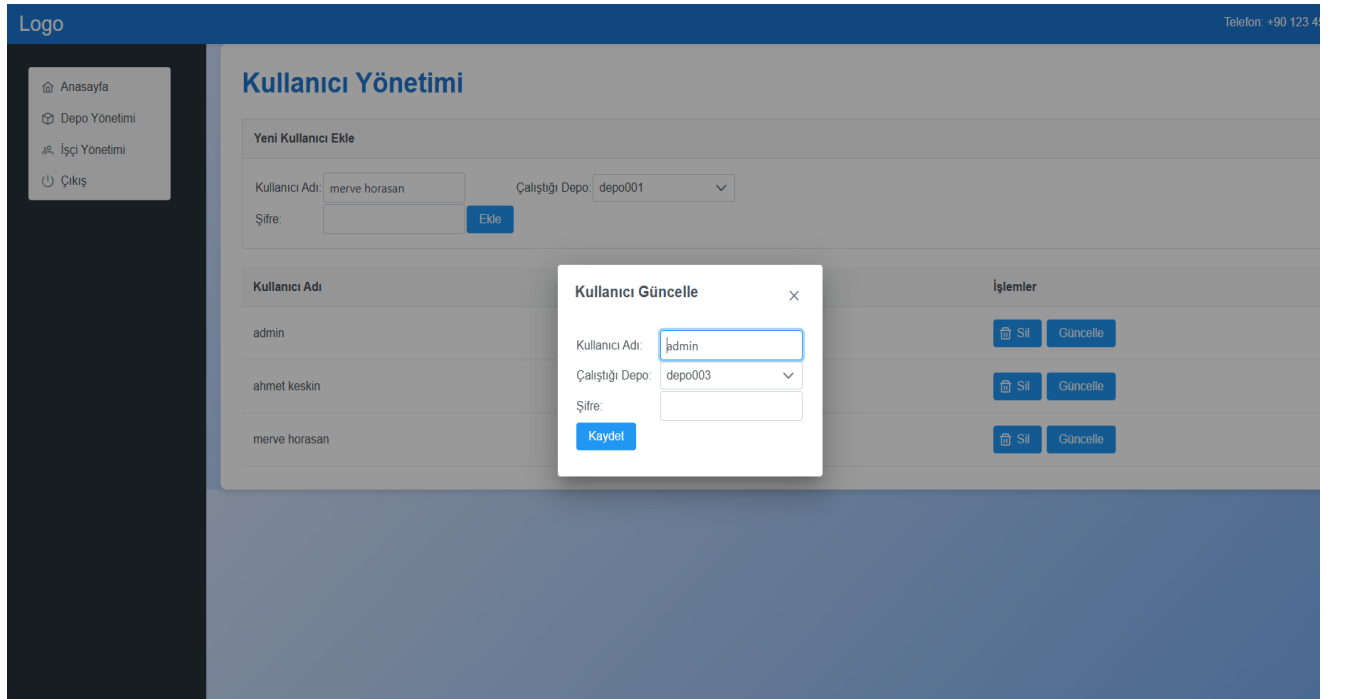 Logo
Telefon: +90 123 4
Anasayfa
Depo Yönetimi
İşçi Yönetimi
Çıkış
Kullanıcı Yönetimi
Yeni Kullanıcı Ekle
Kullanıcı Adı: merve horasan Çalıştığı Depo: depo001
Şifre: Ekle
Kullanıcı Adı İşlemler
admin Sil Güncelle
ahmet keskin Sil Güncelle
merve horasan Sil Güncelle
Kullanıcı Güncelle
Kullanıcı Adı: admin
Çalıştığı Depo: depo003
Şifre:
Kaydet